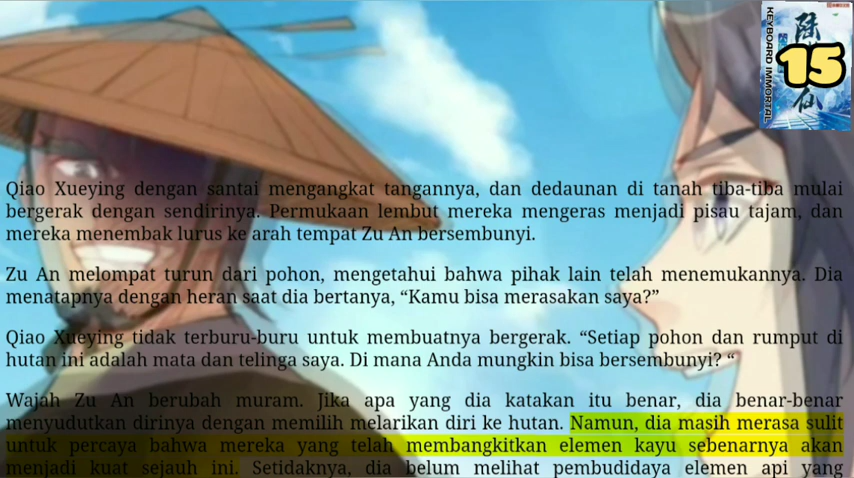 KEYBOARD IMMORTAL
15
Qiao Xueying dengan santai mengangkat tangannya, dan dedaunan di tanah tiba-tiba mulai
bergerak dengan sendirinya. Permukaan lembut mereka mengeras menjadi pisau tajam, dan
mereka menembak lurus ke arah tempat Zu An bersembunyi.
Zu An melompat turun dari pohon, mengetahui bahwa pihak lain telah menemukannya. Dia
menatapnya dengan heran saat dia bertanya, “Kamu bisa merasakan saya?”
Qiao Xueying tidak terburu-buru untuk membuatnya bergerak. “Setiap pohon dan rumput di
hutan ini adalah mata dan telinga saya. Di mana Anda mungkin bisa bersembunyi? “
Wajah Zu An berubah muram. Jika apa yang dia katakan itu benar, dia benar-benar
menyudutkan dirinya dengan memilih melarikan diri ke hutan. Namun, dia masih merasa sulit
untuk percaya bahwa mereka yang telah membangkitkan elemen kayu sebenarnya akan
menjadi kuat sejauh ini. Setidaknya, dia belum melihat pembudidaya elemen api yang